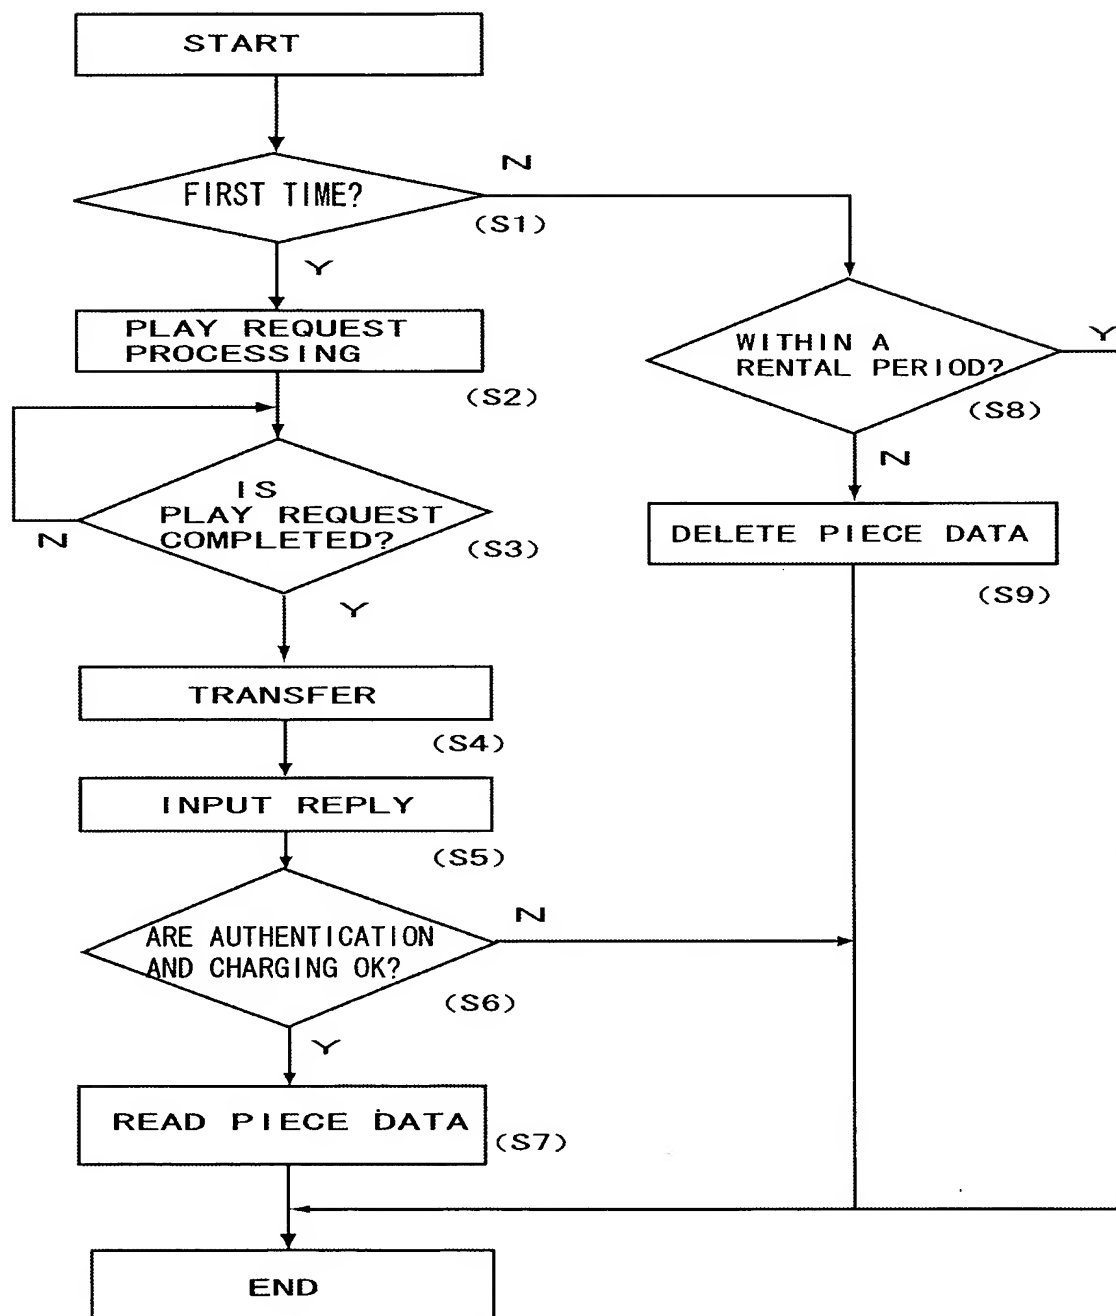 START
FIRST TIME?
N
(S1)
Y
PLAY REQUEST
PROCESSING
(S2)
IS
PLAY REQUEST
COMPLETED?
N
(S3)
Y
TRANSFER
(S4)
INPUT REPLY
(S5)
ARE AUTHENTICATION
AND CHARGING OK?
N
(S6)
Y
READ PIECE DATA
(S7)
END
WITHIN A
RENTAL PERIOD?
Y
(S8)
N
DELETE PIECE DATA
(S9)